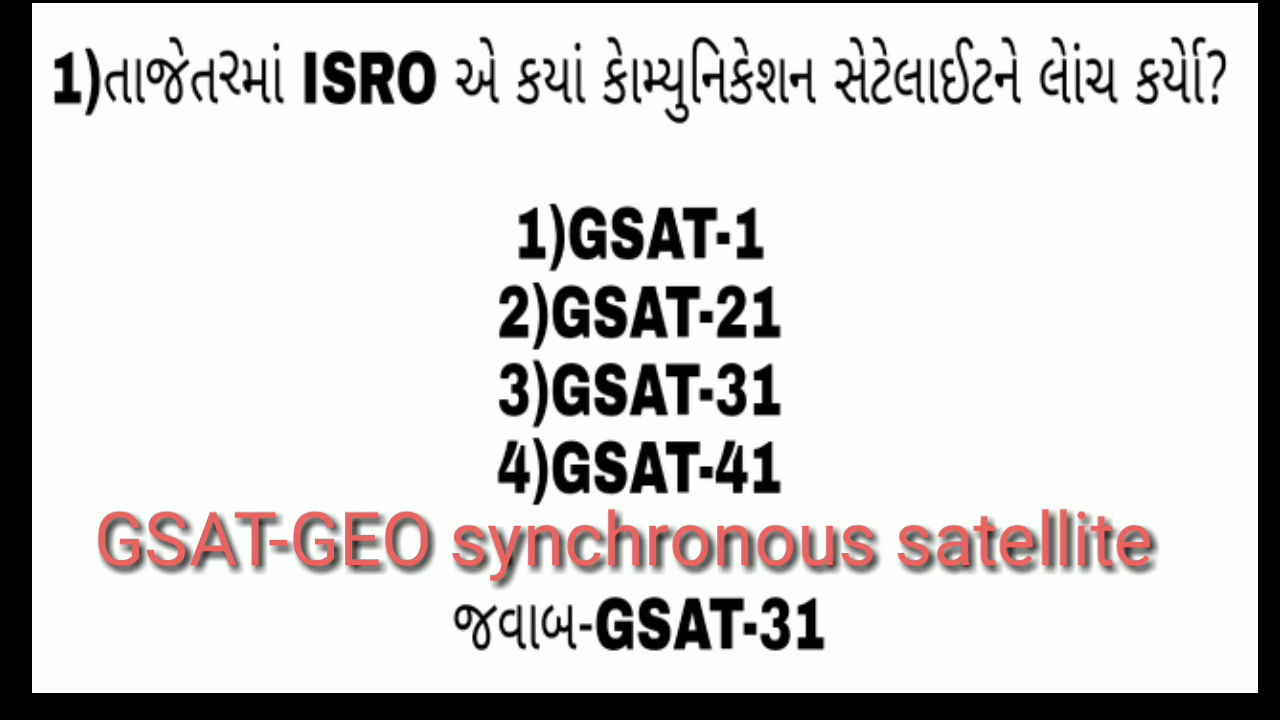 1)તાજેતરમાં ISRO એ કયાં કોમ્યુનિકેશન સેટેલાઈટને લોંચ કર્યો?
1)GSAT-1
2)GSAT-21
3)GSAT-31
4)GSAT-41
GSAT-GEO synchronous satellite
જવાબ-GSAT-31